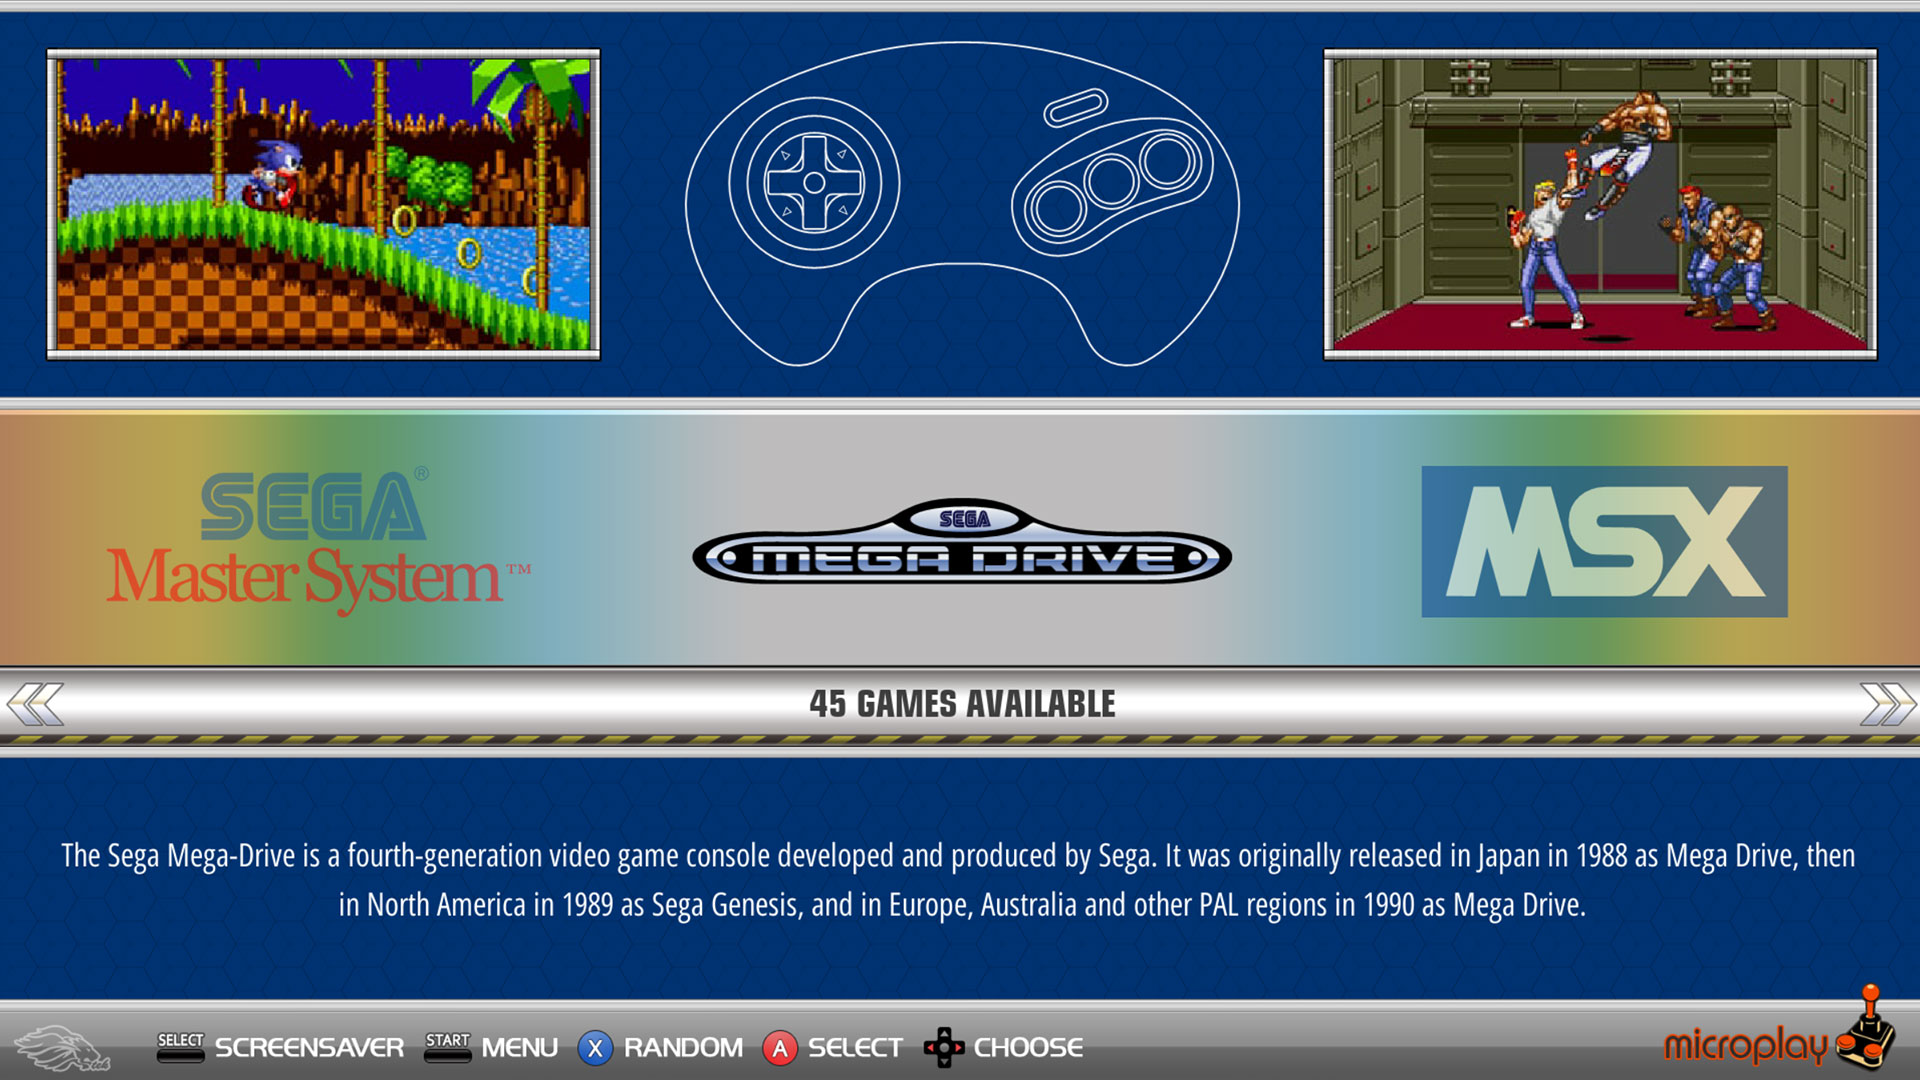 SEGA®
Master System™
SEGA
MEGA DRIVE
MSX
45 GAMES AVAILABLE
The Sega Mega-Drive is a fourth-generation video game console developed and produced by Sega. It was originally released in Japan in 1988 as Mega Drive, then
in North America in 1989 as Sega Genesis, and in Europe, Australia and other PAL regions in 1990 as Mega Drive.
SELECT SCREENSAVER START MENU X RANDOM A SELECT CHOOSE
microplay